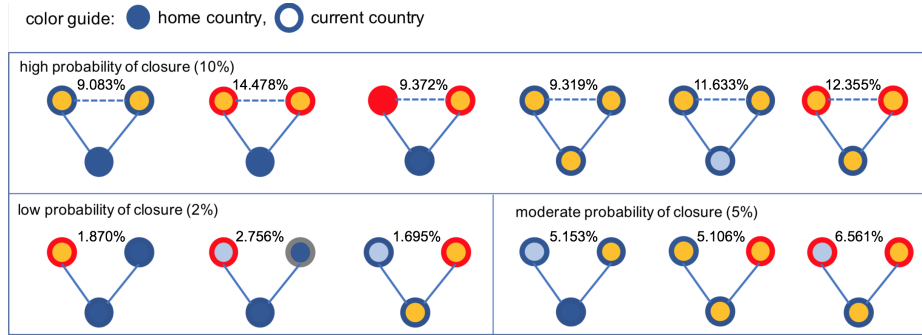 color guide: home country, current country
high probability of closure (10%)
9.083% 14.478% 9.372% 9.319% 11.633% 12.355%
low probability of closure (2%)
1.870% 2.756% 1.695%
moderate probability of closure (5%)
5.153% 5.106% 6.561%